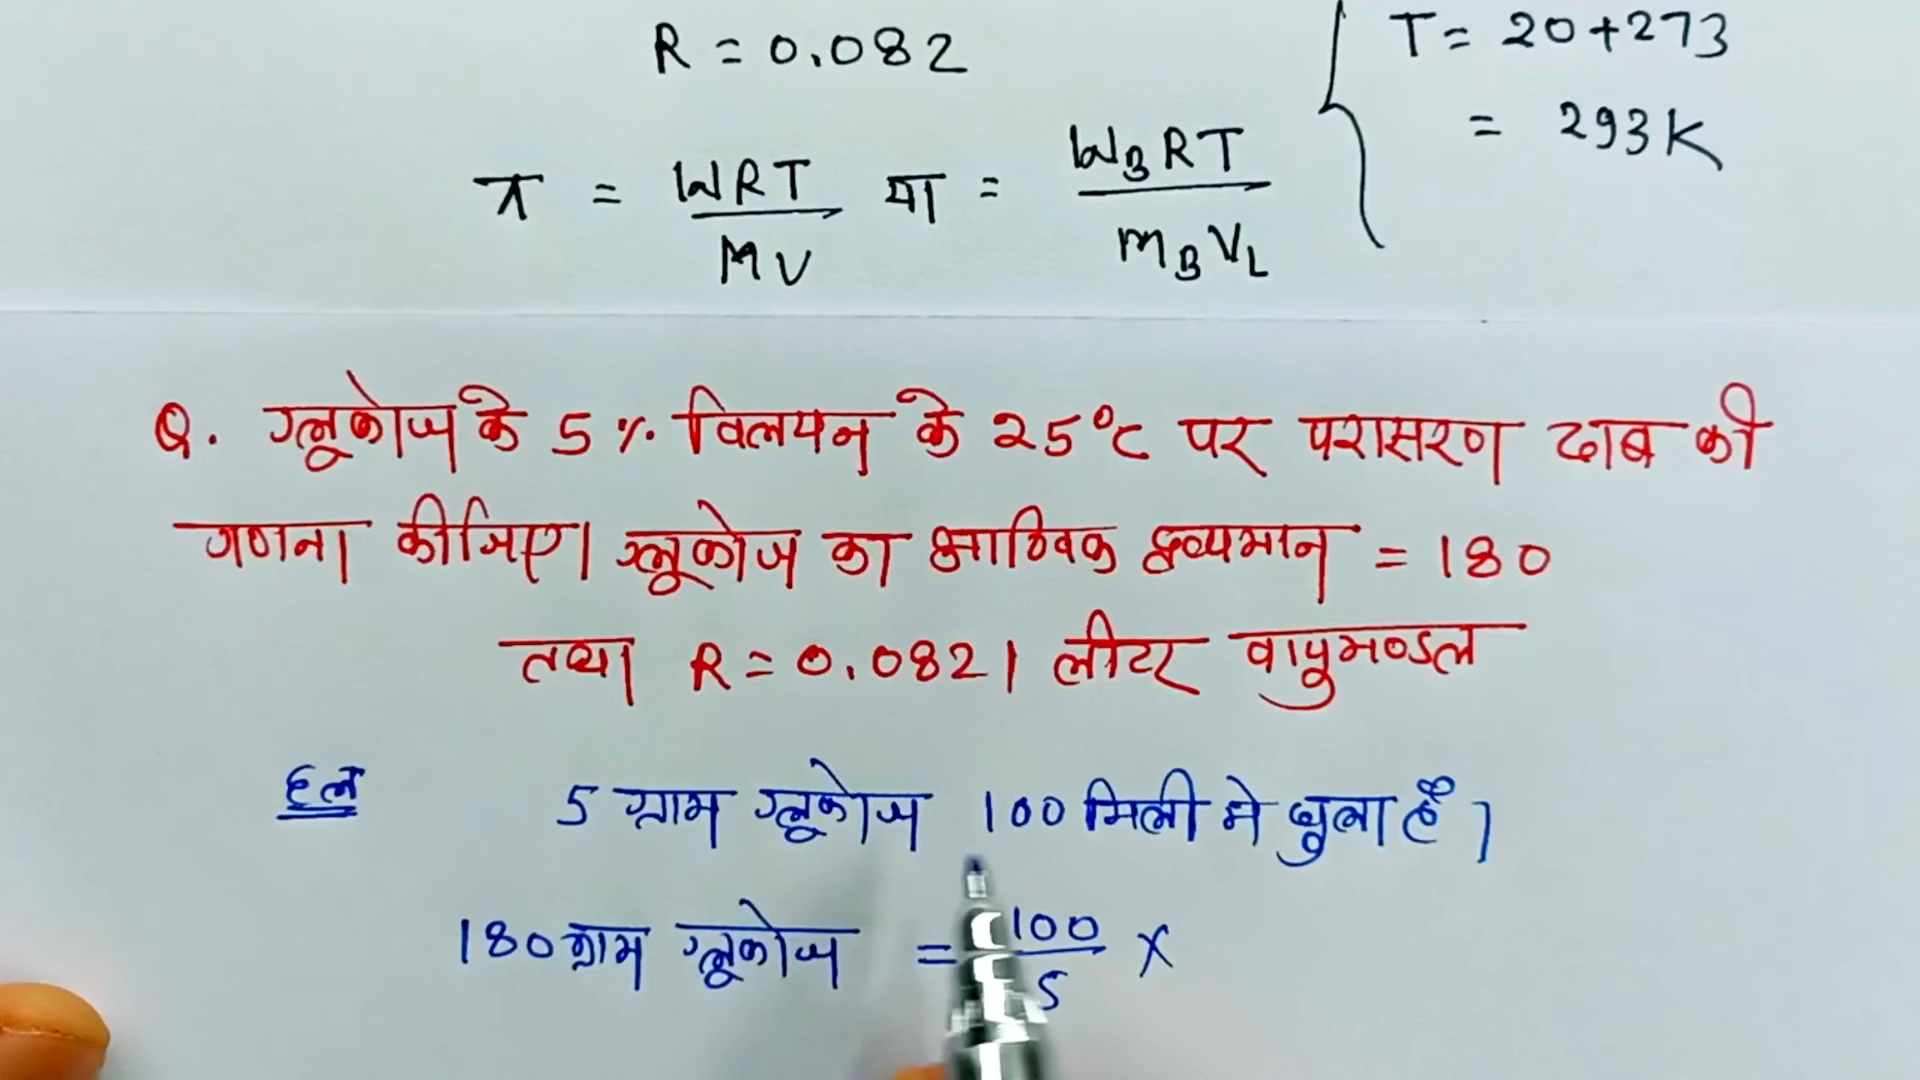 R = 0.082
T = 20+273
= 293K
π = WRT/MV या = W_B RT/m_B V_L
Q. ग्लूकोज के 5% विलयन के 25°C पर परासरण दाब की
गणना कीजिए। ग्लूकोज का आण्विक द्रव्यमान = 180
तथा R = 0.0821 लीटर वायुमण्डल
हल
5 ग्राम ग्लूकोज 100 मिली मे घुला है।
180 ग्राम ग्लूकोज = 100/5 X